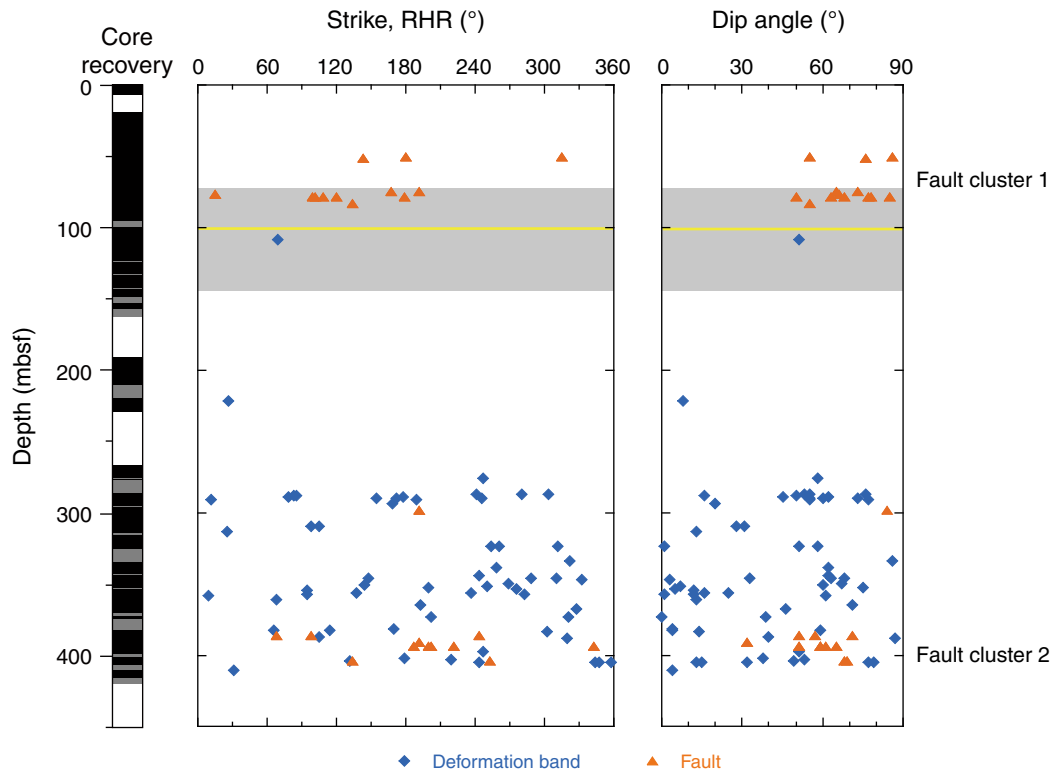 Strike, RHR (°)
Dip angle (°)
Core
recovery
0 60 120 180 240 300 360
0 30 60 90
0
100
200
300
400
Depth (mbsf)
Fault cluster 1
Fault cluster 2
Deformation band
Fault